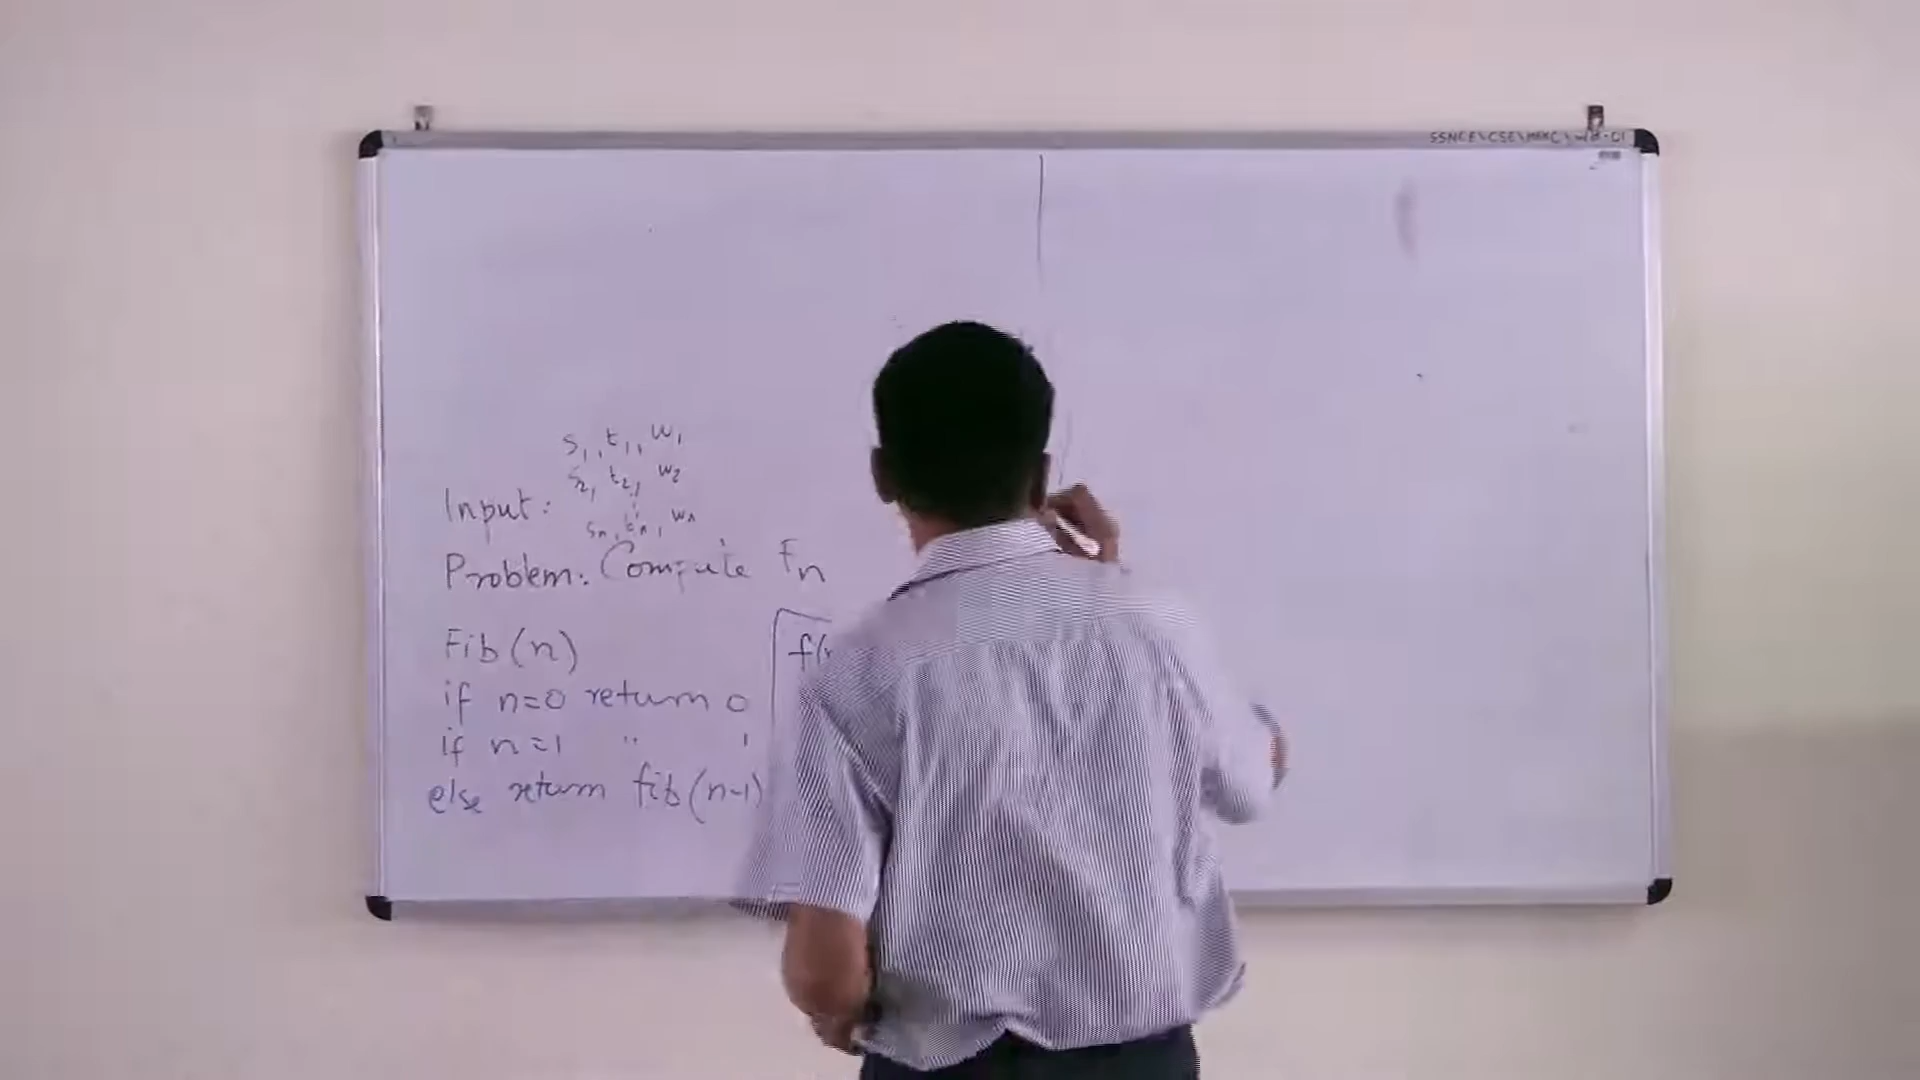 s₁, t₁, w₁
s₂, t₂, w₂
Input:
sₙ, tₙ, wₙ
Problem: Compute Fₙ
Fib(n)
f(
if n=0 return 0
if n=1 " 1
else return fib(n-1)